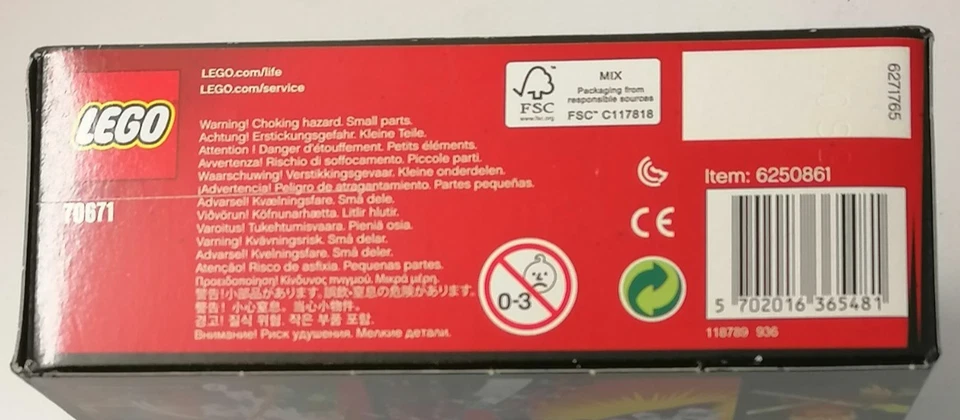 LEGO
70671
LEGO.com/life
LEGO.com/service
Warning! Choking hazard. Small parts.
Achtung! Erstickungsgefahr. Kleine Teile.
Attention ! Danger d'étouffement. Petits éléments.
Avvertenza! Rischio di soffocamento. Piccole parti.
Waarschuwing! Verstikkingsgevaar. Kleine onderdelen.
¡Advertencia! Peligro de atragantamiento. Partes pequeñas.
Advarsel! Kvælningsfare. Små dele.
Viðvörun! Köfnunarhætta. Litlir hlutir.
Varoitus! Tukehtumisvaara. Pieniä osia.
Varning! Kvävningsrisk. Små delar.
Advarsel! Kvelningsfare. Små deler.
Atenção! Risco de asfixia. Pequenas partes.
Προειδοποίηση! Κίνδυνος πνιγμού. Μικρά μέρη.
警告!小部品があります。誤飲・窒息の危険があります。
警告!小心窒息。当心小物件。
경고! 질식 위험. 작은 부품 포함.
Внимание! Риск удушения. Мелкие детали.
0-3
FSC
www.fsc.org
MIX
Packaging from
responsible sources
FSC™ C117818
CE
6271765
Item: 6250861
5 702016 365481
118789 936